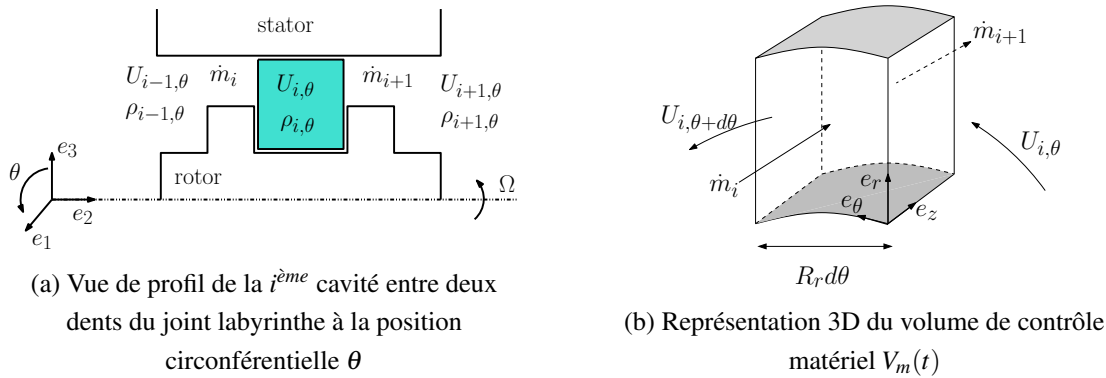 stator
U_{i−1,θ} ṁ_i U_{i,θ} ṁ_{i+1} U_{i+1,θ}
ρ_{i−1,θ} ρ_{i,θ} ρ_{i+1,θ}
e_3
θ
rotor
Ω
e_2
e_1
(a) Vue de profil de la i^{ème} cavité entre deux
dents du joint labyrinthe à la position
circonférentielle θ
ṁ_{i+1}
U_{i,θ+dθ}
U_{i,θ}
ṁ_i
e_r
e_θ
e_z
R_r dθ
(b) Représentation 3D du volume de contrôle
matériel V_m(t)